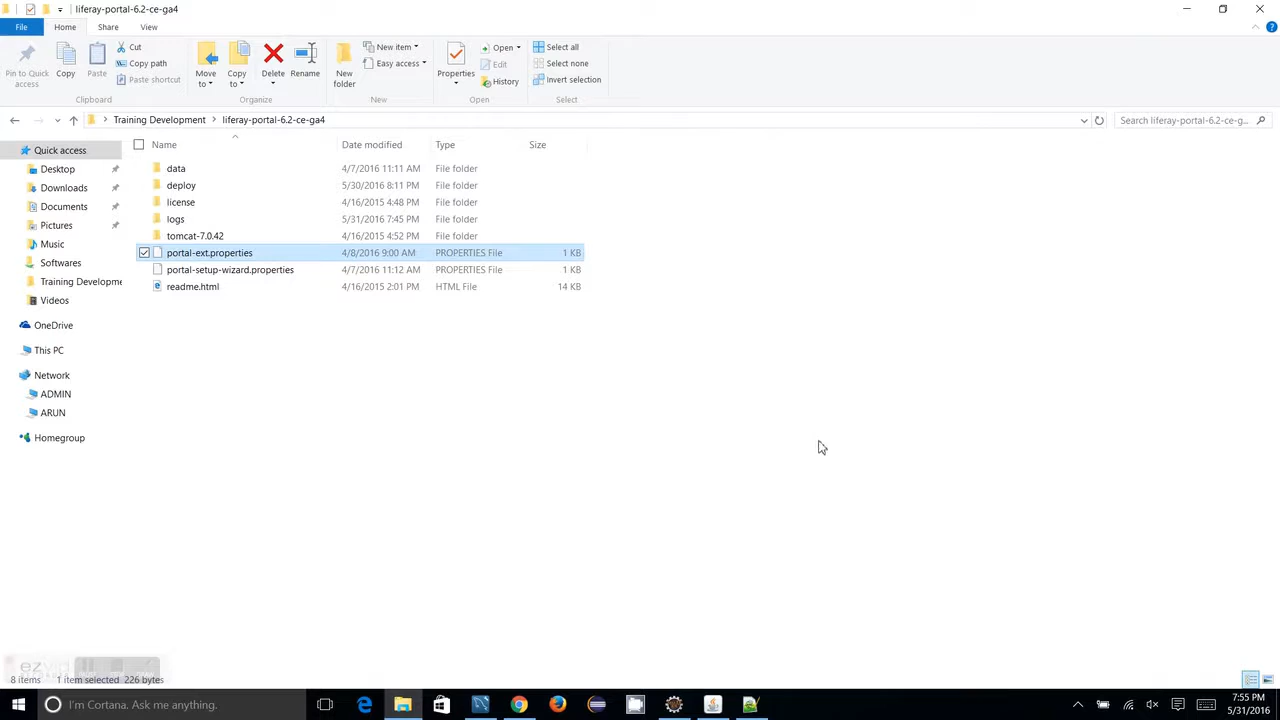 liferay-portal-6.2-ce-ga4
File Home Share View
Pin to Quick access
Copy
Paste
Cut
Copy path
Paste shortcut
Clipboard
Move to
Copy to
Delete
Rename
Organize
New folder
New item
Easy access
New
Properties
Open
Edit
History
Open
Select all
Select none
Invert selection
Select
Training Development liferay-portal-6.2-ce-ga4
Search liferay-portal-6.2-ce-g...
Quick access
Desktop
Downloads
Documents
Pictures
Music
Softwares
Training Developme
Videos
OneDrive
This PC
Network
ADMIN
ARUN
Homegroup
Name Date modified Type Size
data 4/7/2016 11:11 AM File folder
deploy 5/30/2016 8:11 PM File folder
license 4/16/2015 4:48 PM File folder
logs 5/31/2016 7:45 PM File folder
tomcat-7.0.42 4/16/2015 4:52 PM File folder
portal-ext.properties 4/8/2016 9:00 AM PROPERTIES File 1 KB
portal-setup-wizard.properties 4/7/2016 11:12 AM PROPERTIES File 1 KB
readme.html 4/16/2015 2:01 PM HTML File 14 KB
8 items 1 item selected 226 bytes
I'm Cortana. Ask me anything.
7:55 PM
5/31/2016